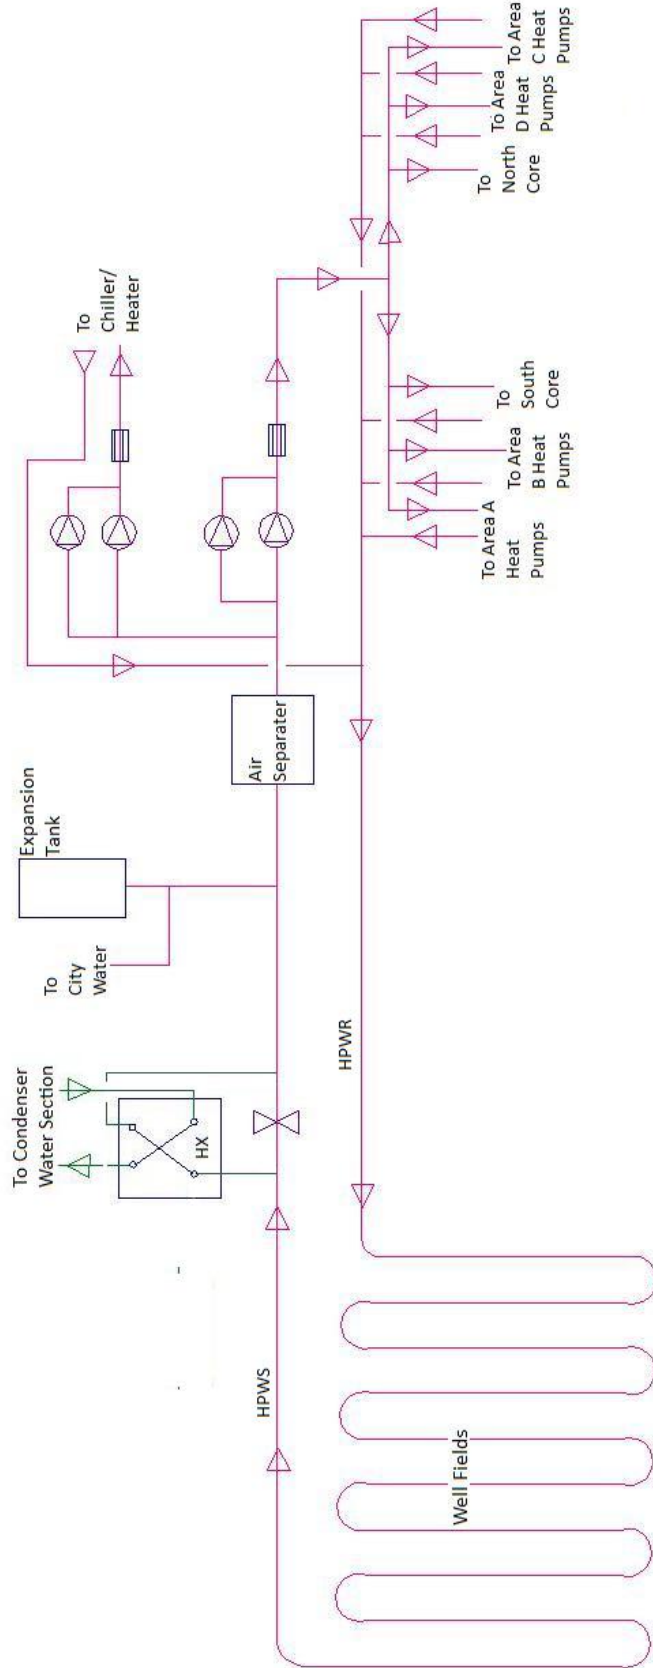 To Area
C Heat
Pumps
To Area
D Heat
Pumps
To
North
Core
To
Chiller/
Heater
To
South
Core
To Area
B Heat
Pumps
To Area A
Heat
Pumps
Air
Separater
Expansion
Tank
To
City
Water
HPWR
To Condenser
Water Section
HX
HPWS
Well Fields